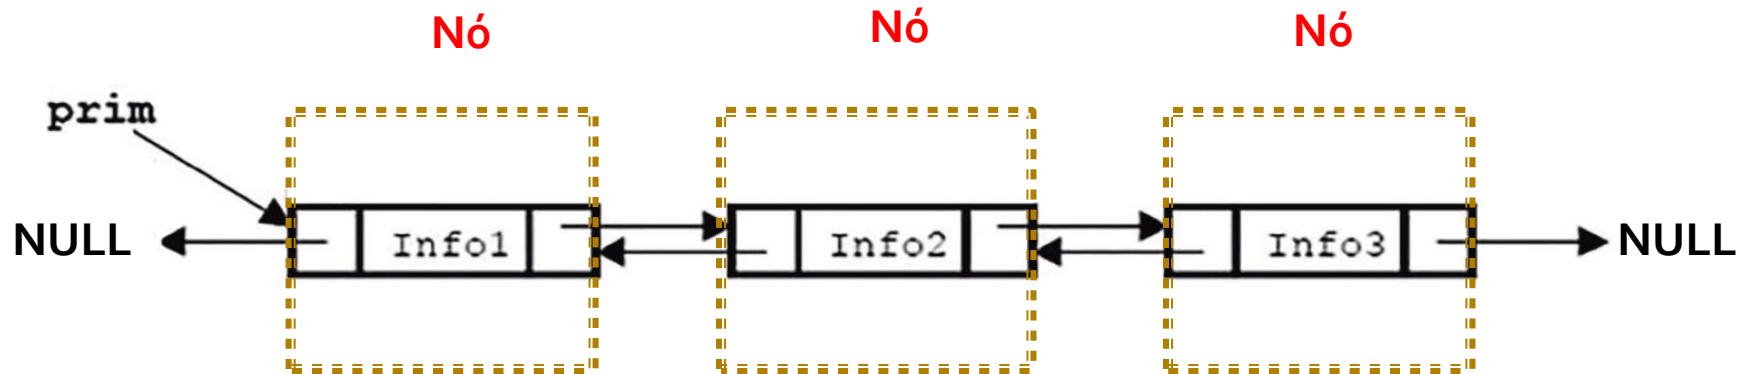 Nó
Nó
Nó
prim
NULL
Info1
Info2
Info3
NULL